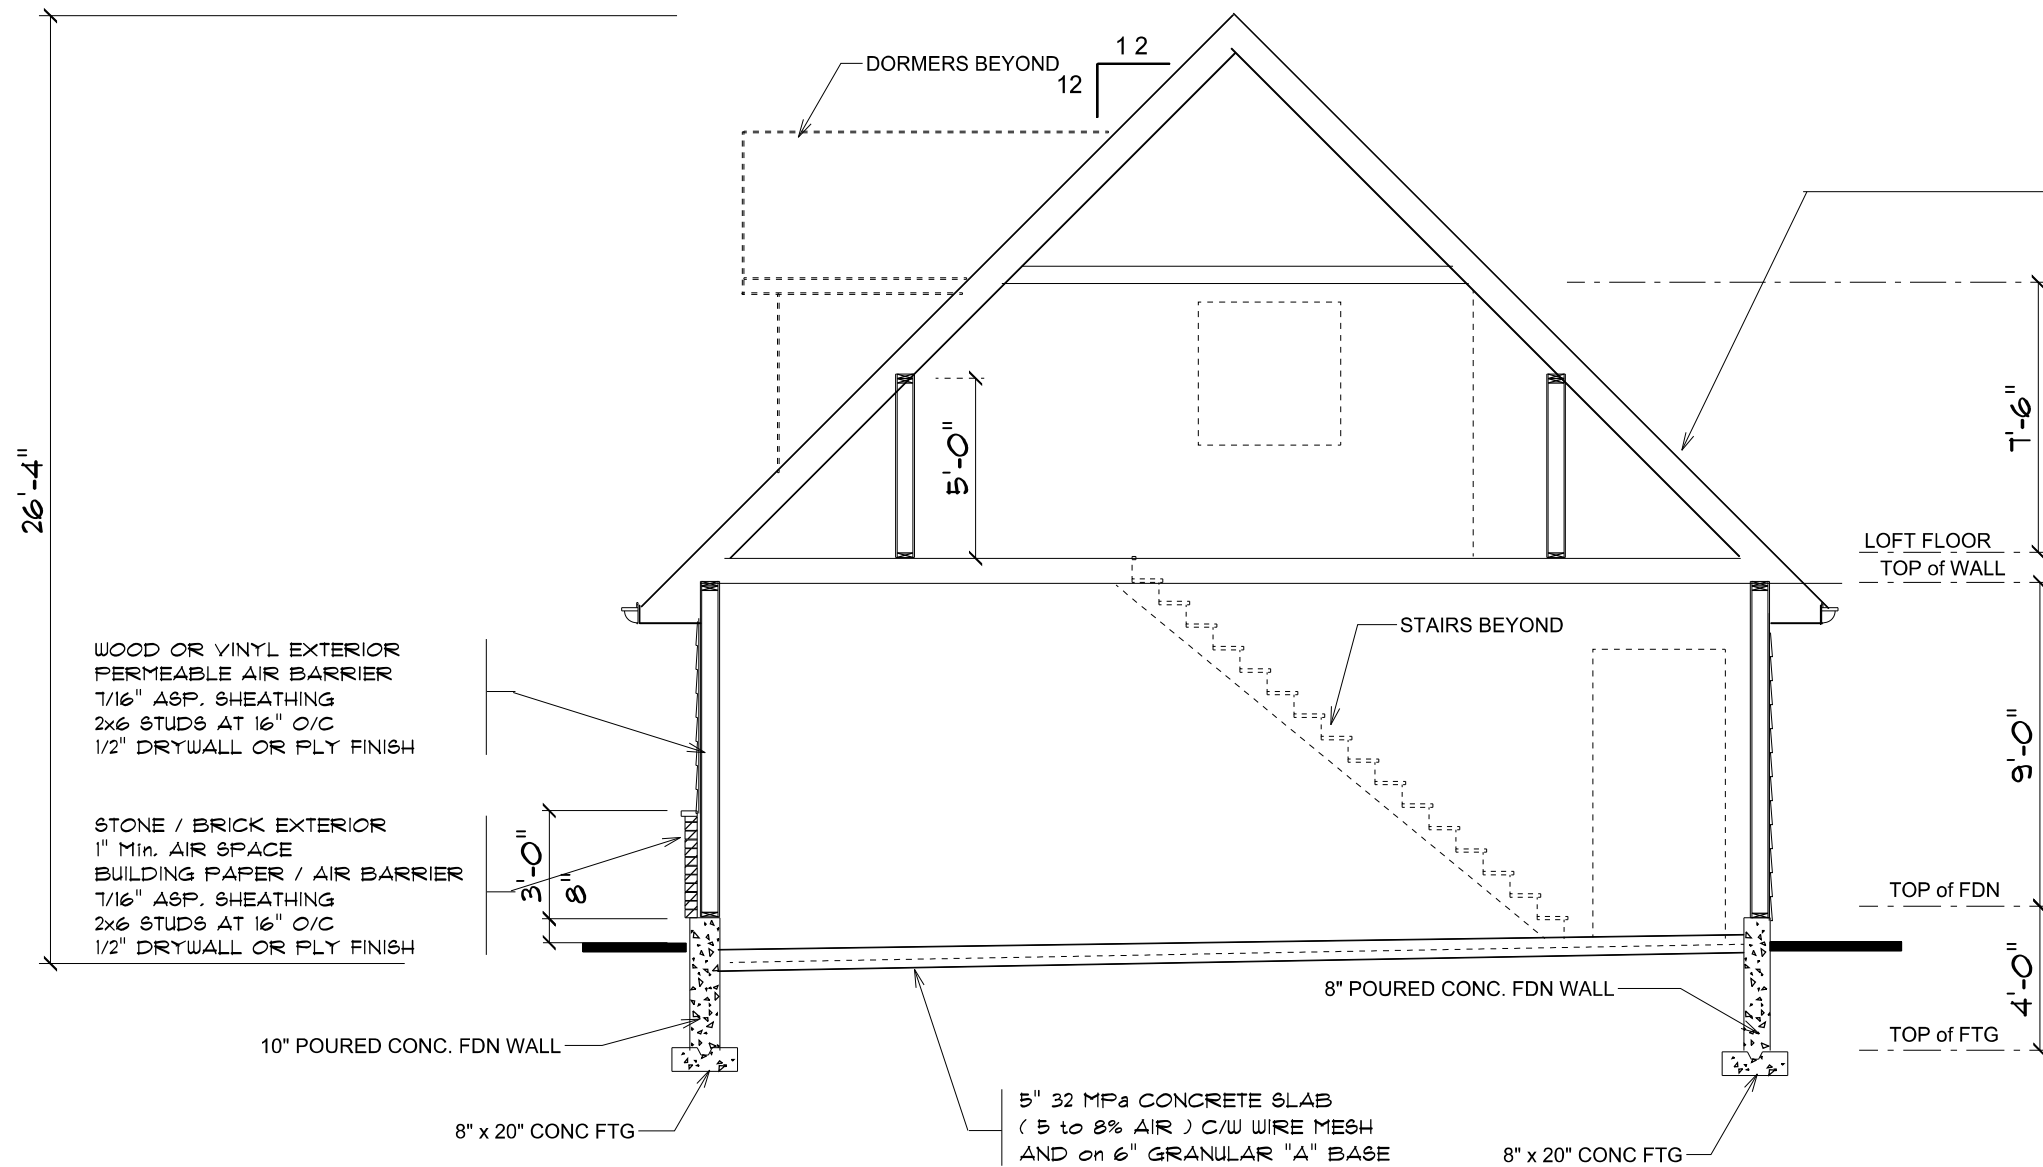 DORMERS BEYOND
12
12
26'-4"
5'-0"
7'-6"
LOFT FLOOR
TOP of WALL
STAIRS BEYOND
WOOD OR VINYL EXTERIOR
PERMEABLE AIR BARRIER
7/16" ASP. SHEATHING
2x6 STUDS AT 16" O/C
1/2" DRYWALL OR PLY FINISH
9'-0"
STONE / BRICK EXTERIOR
1" Min. AIR SPACE
BUILDING PAPER / AIR BARRIER
7/16" ASP. SHEATHING
2x6 STUDS AT 16" O/C
1/2" DRYWALL OR PLY FINISH
3'-0"
8"
TOP of FDN
4'-0"
8" POURED CONC. FDN WALL
10" POURED CONC. FDN WALL
TOP of FTG
8" x 20" CONC FTG
5" 32 MPa CONCRETE SLAB
( 5 to 8% AIR ) C/W WIRE MESH
AND on 6" GRANULAR "A" BASE
8" x 20" CONC FTG